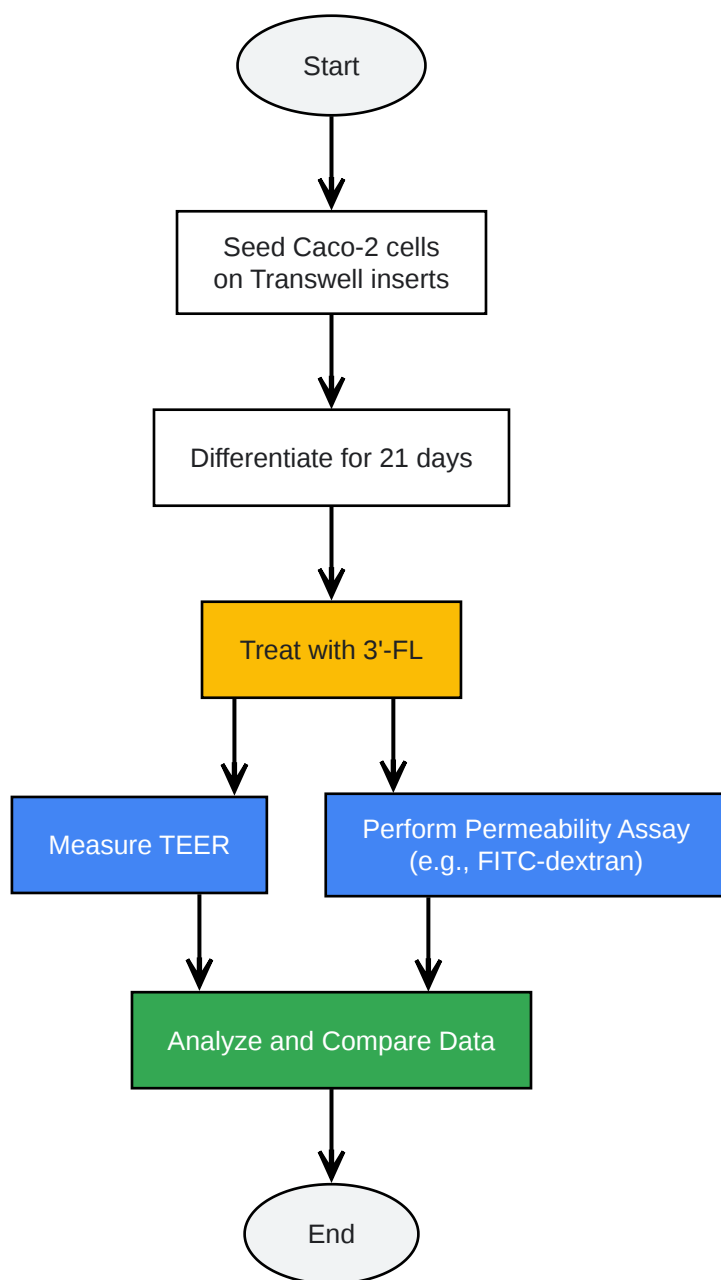 Start
Seed Caco-2 cells
on Transwell inserts
Differentiate for 21 days
Treat with 3'-FL
Measure TEER
Perform Permeability Assay
(e.g., FITC-dextran)
Analyze and Compare Data
End